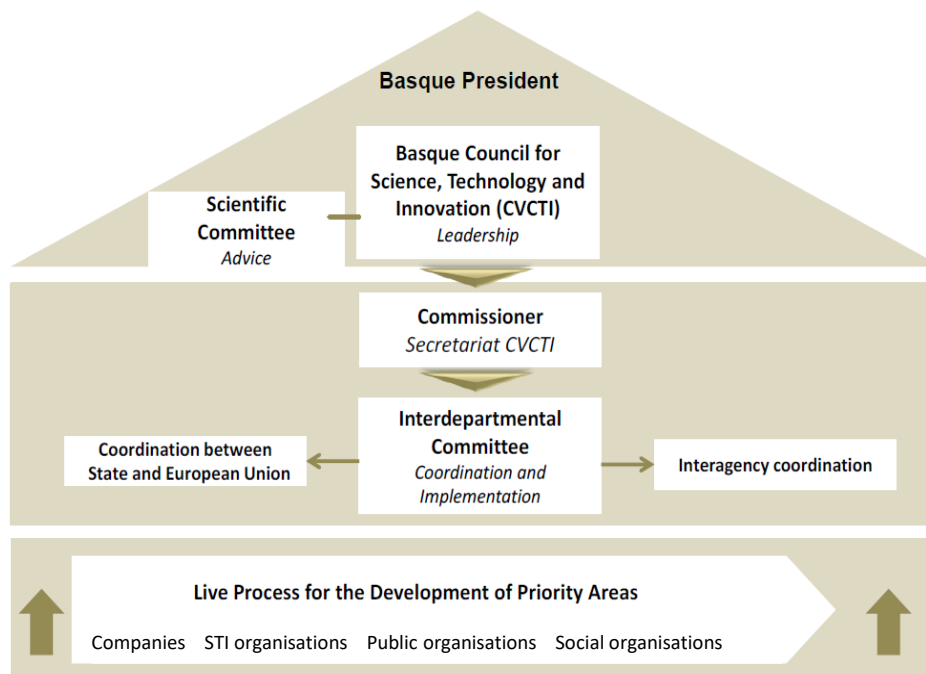 Basque President
Basque Council for
Science, Technology and
Innovation (CVCTI)
Leadership
Scientific
Committee
Advice
Commissioner
Secretariat CVCTI
Interdepartmental
Committee
Coordination and
Implementation
Coordination between
State and European Union
Interagency coordination
Live Process for the Development of Priority Areas
Companies STI organisations Public organisations Social organisations